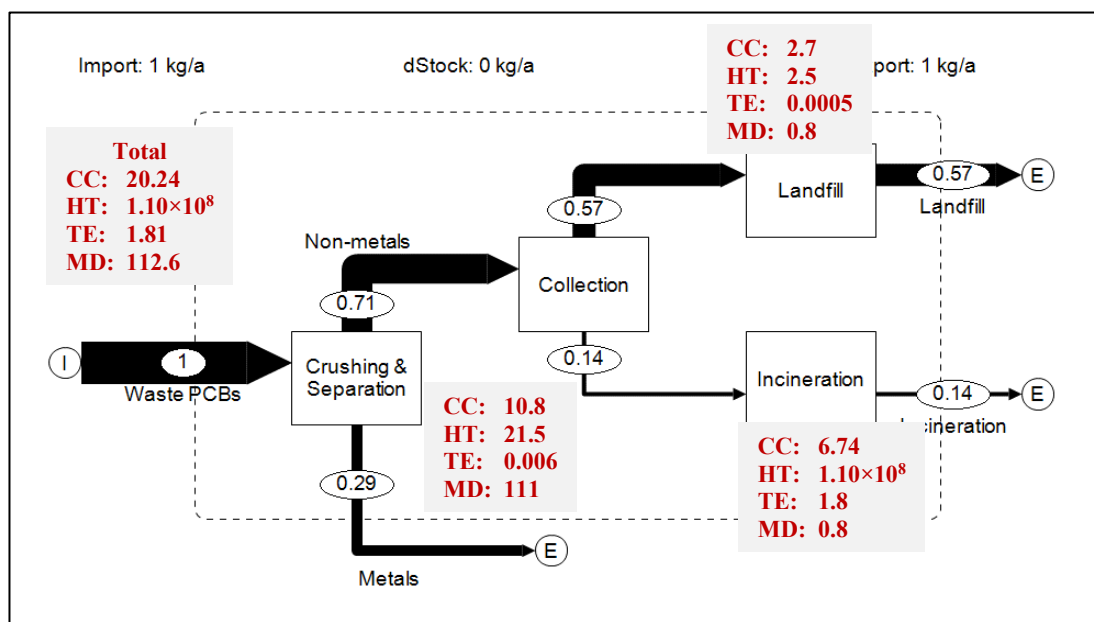 Import: 1 kg/a
dStock: 0 kg/a
port: 1 kg/a
CC: 2.7
HT: 2.5
TE: 0.0005
MD: 0.8
Total
CC: 20.24
HT: 1.10×10⁸
TE: 1.81
MD: 112.6
Landfill
0.57
E
Landfill
0.57
Non-metals
Collection
0.71
I
1
Waste PCBs
Crushing &
Separation
0.14
Incineration
0.14
E
cineration
CC: 10.8
HT: 21.5
TE: 0.006
MD: 111
CC: 6.74
HT: 1.10×10⁸
TE: 1.8
MD: 0.8
0.29
E
Metals